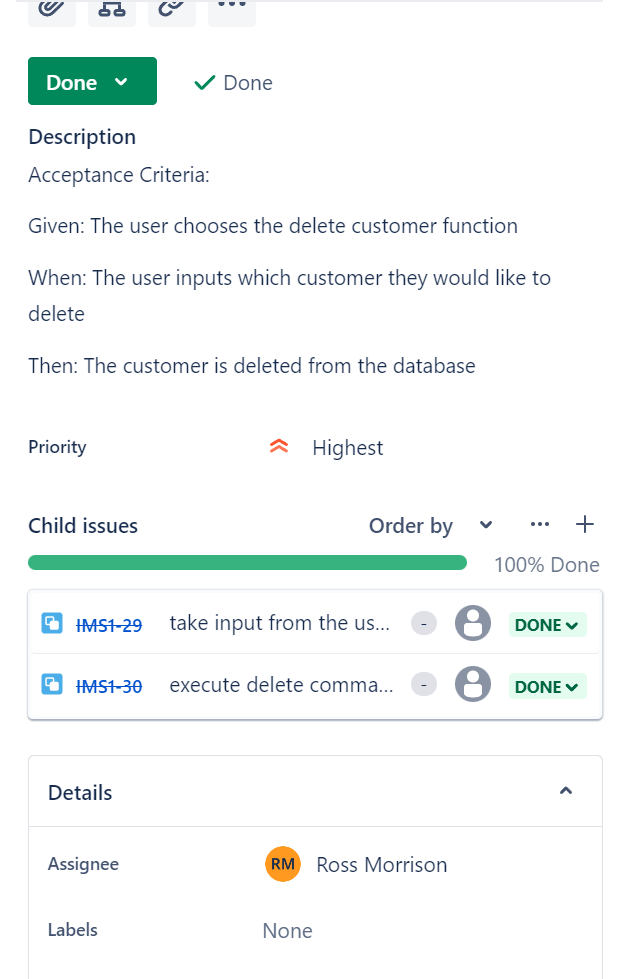 Done
Done
Description
Acceptance Criteria:
Given: The user chooses the delete customer function
When: The user inputs which customer they would like to
delete
Then: The customer is deleted from the database
Priority Highest
Child issues Order by
100% Done
IMS1-29 take input from the us... - DONE
IMS1-30 execute delete comma... - DONE
Details
Assignee RM Ross Morrison
Labels None